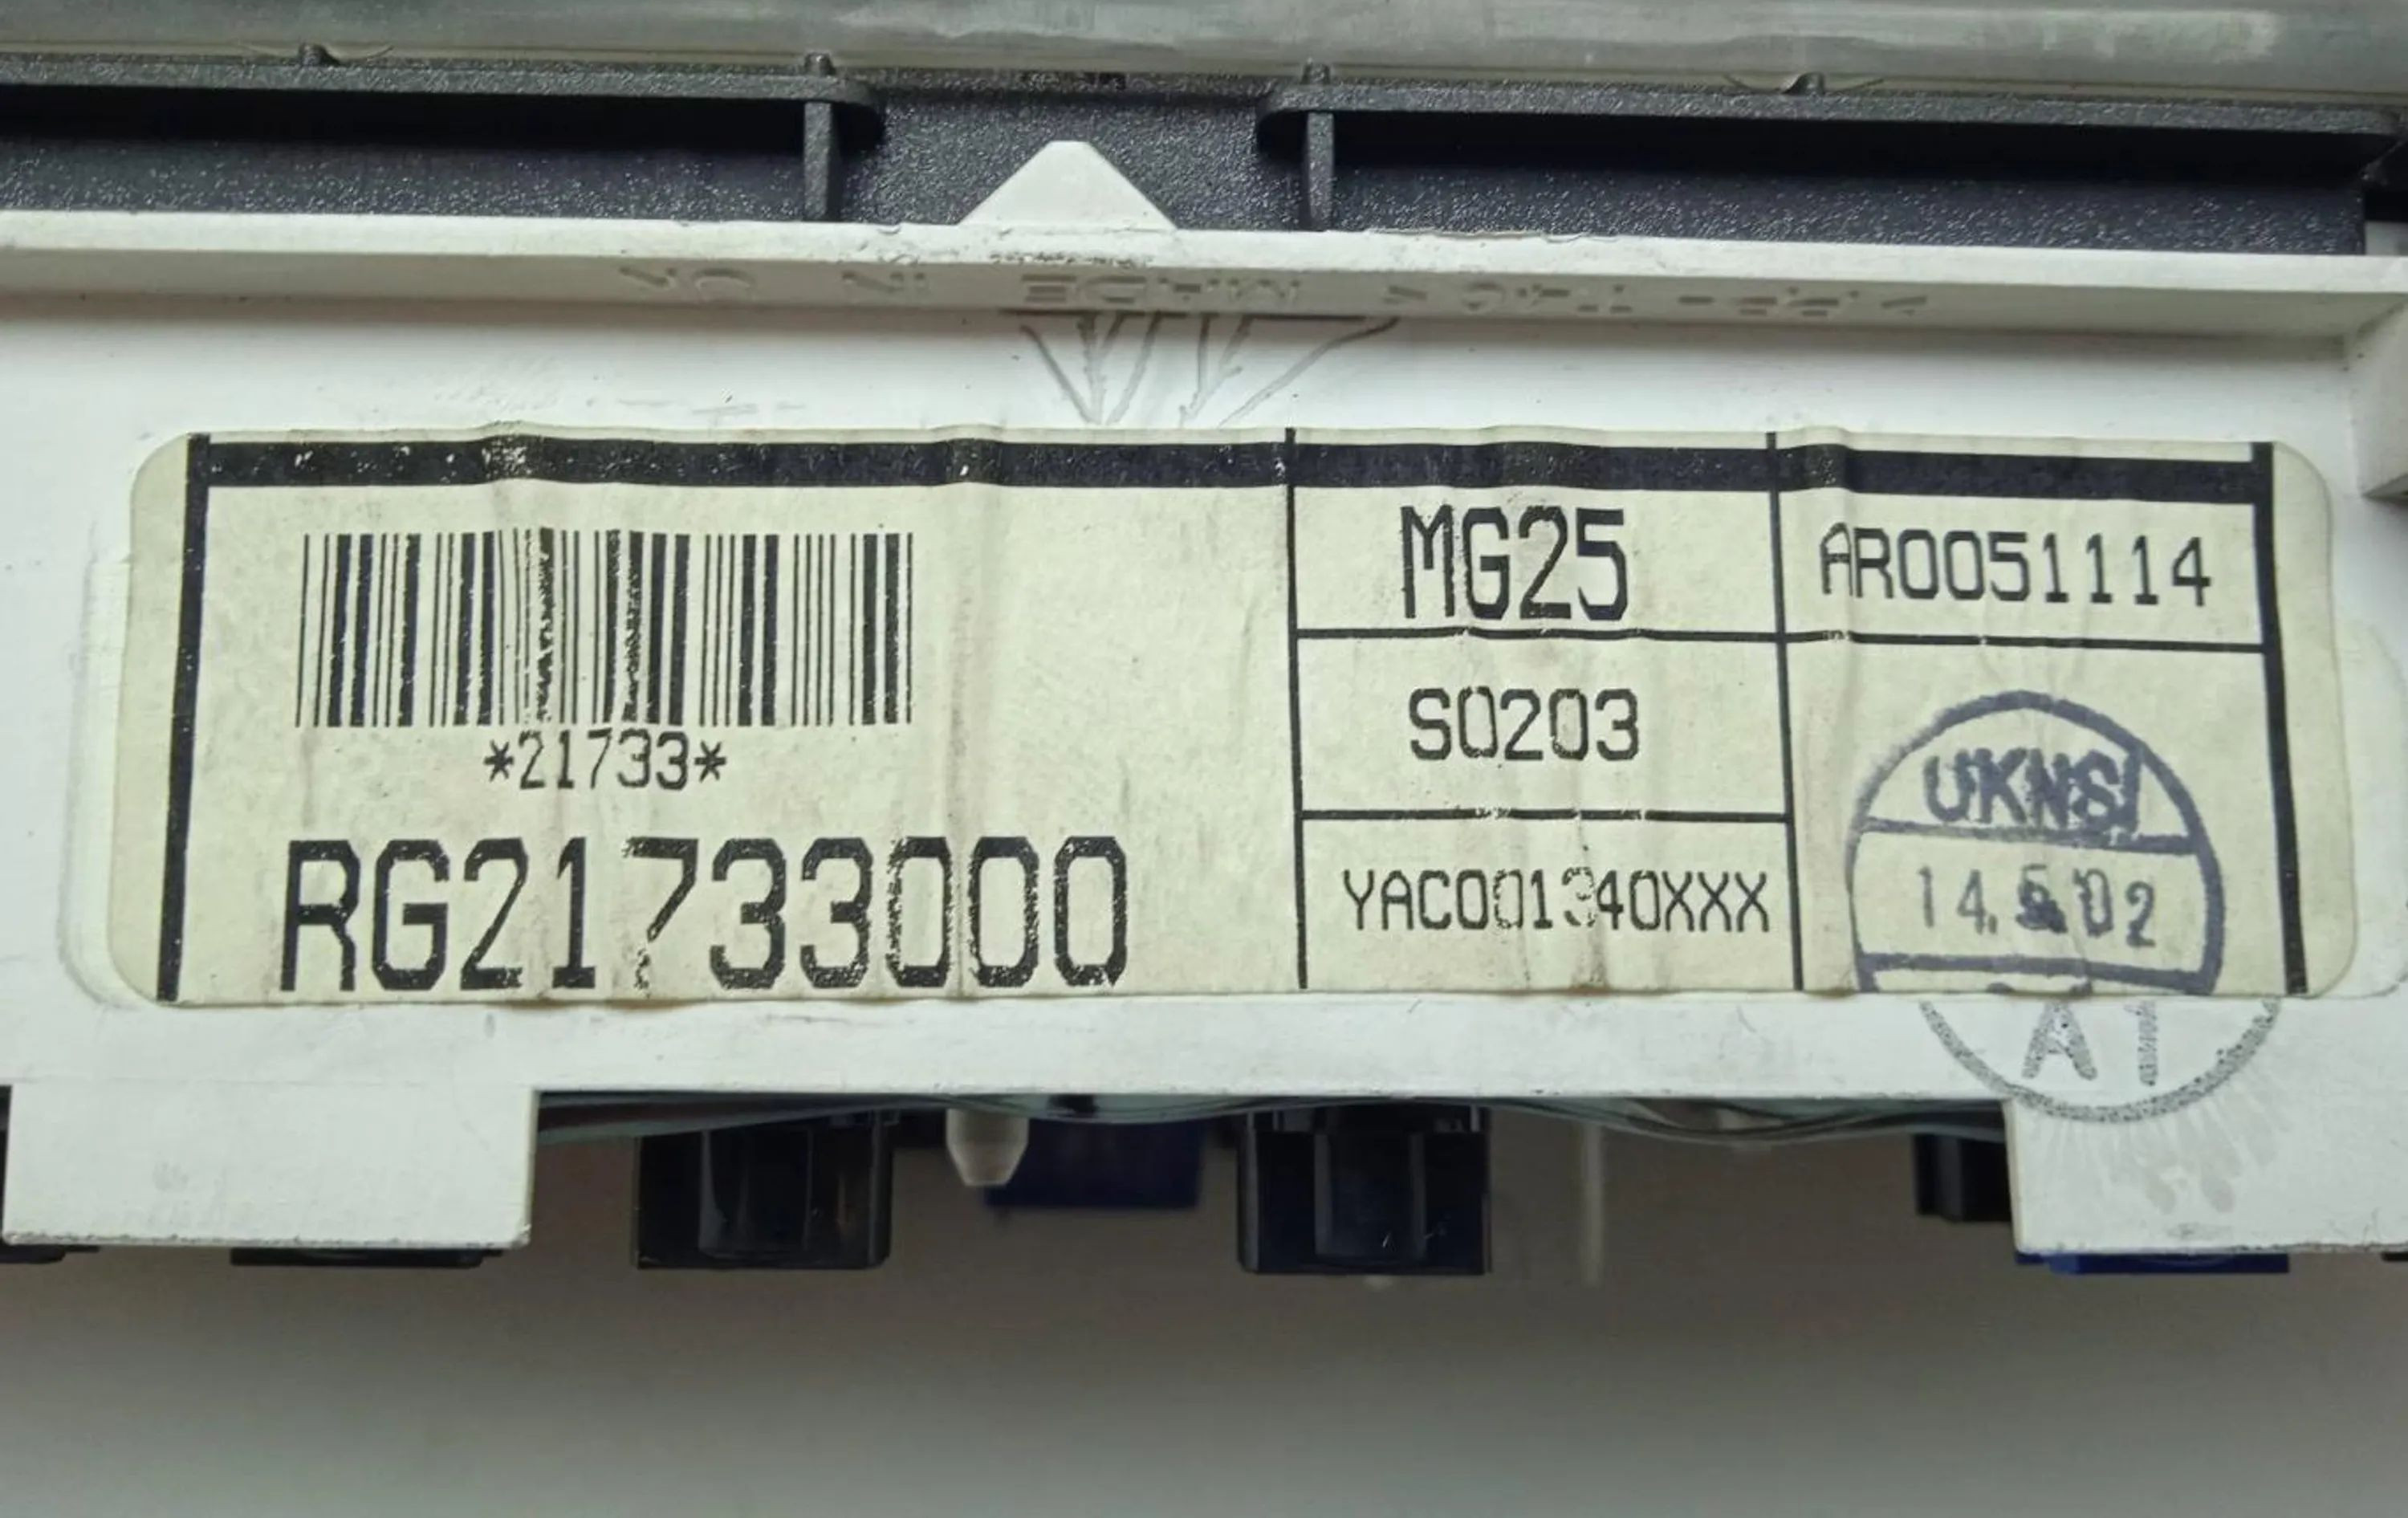 *21733*
RG21733000
MG25
AR0051114
S0203
YAC001340XXX
UKNSI
14.5.02
A1